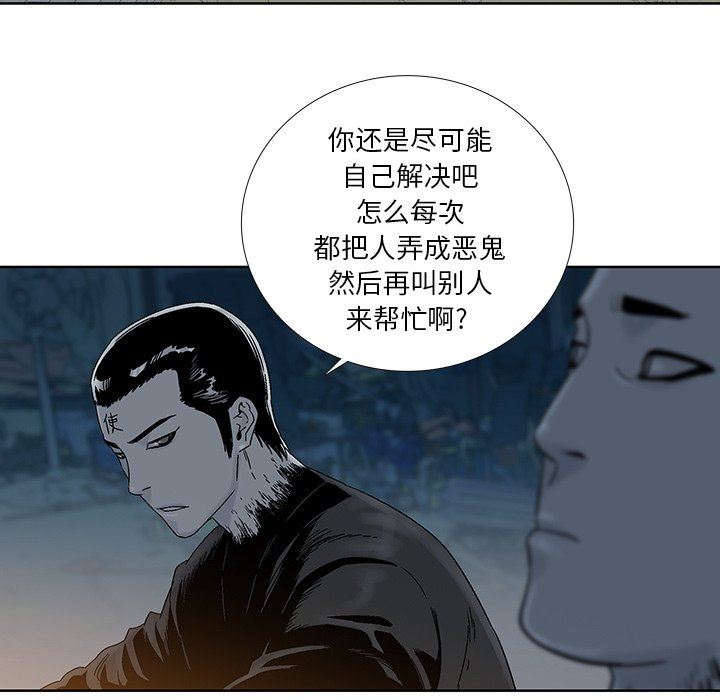 你还是尽可能
自己解决吧
怎么每次
都把人弄成恶鬼
然后再叫别人
来帮忙啊?
使